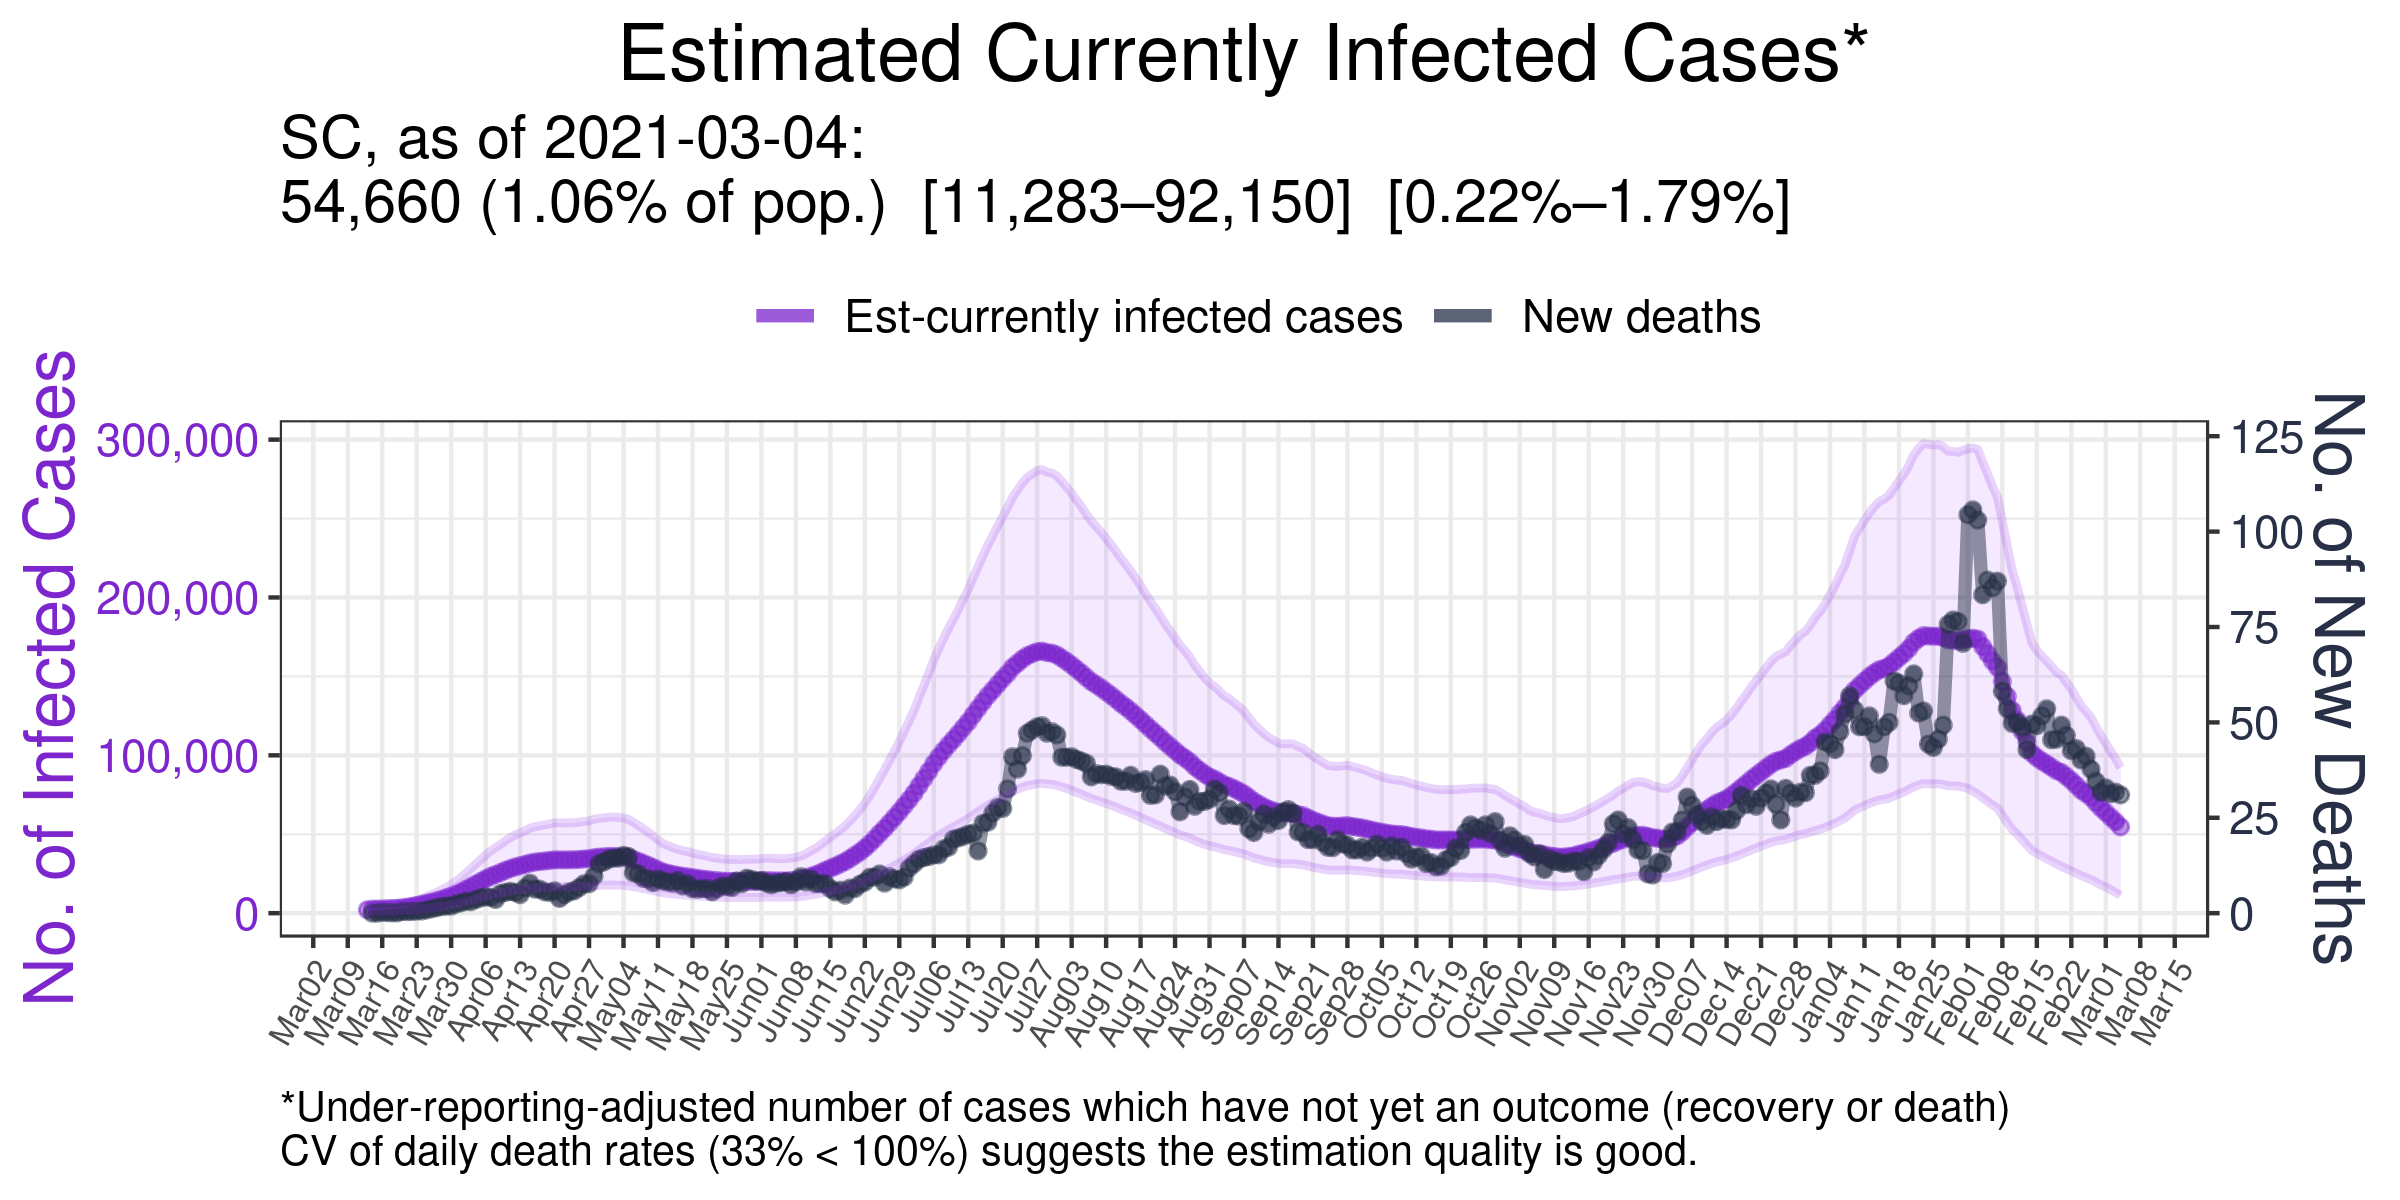 Estimated Currently Infected Cases*
SC, as of 2021-03-04:
54,660 (1.06% of pop.) [11,283–92,150] [0.22%–1.79%]
Est-currently infected cases
New deaths
No. of Infected Cases
300,000
200,000
100,000
0
125
100
75
50
25
0
No. of New Deaths
Mar02
Mar09
Mar16
Mar23
Mar30
Apr06
Apr13
Apr20
Apr27
May04
May11
May18
May25
Jun01
Jun08
Jun15
Jun22
Jun29
Jul06
Jul13
Jul20
Jul27
Aug03
Aug10
Aug17
Aug24
Aug31
Sep07
Sep14
Sep21
Sep28
Oct05
Oct12
Oct19
Oct26
Nov02
Nov09
Nov16
Nov23
Nov30
Dec07
Dec14
Dec21
Dec28
Jan04
Jan11
Jan18
Jan25
Feb01
Feb08
Feb15
Feb22
Mar01
Mar08
Mar15
*Under-reporting-adjusted number of cases which have not yet an outcome (recovery or death)
CV of daily death rates (33% < 100%) suggests the estimation quality is good.